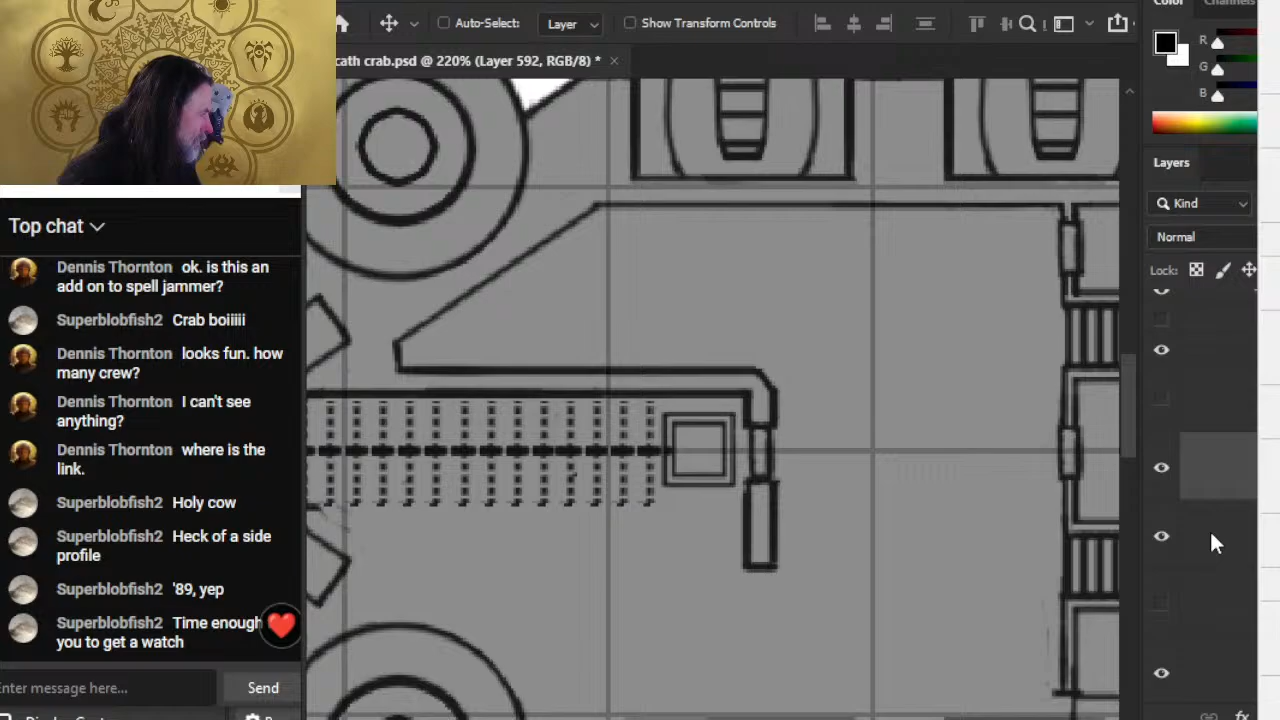 Auto-Select:
Layer
Show Transform Controls
cath crab.psd @ 220% (Layer 592, RGB/8) *
Color
Channels
R
G
B
Layers
Kind
Normal
Lock:
fx
Top chat
Dennis Thornton ok. is this an
add on to spell jammer?
Superblobfish2 Crab boiiiii
Dennis Thornton looks fun. how
many crew?
Dennis Thornton I can't see
anything?
Dennis Thornton where is the
link.
Superblobfish2 Holy cow
Superblobfish2 Heck of a side
profile
Superblobfish2 '89, yep
Superblobfish2 Time enough
you to get a watch
Enter message here...
Send